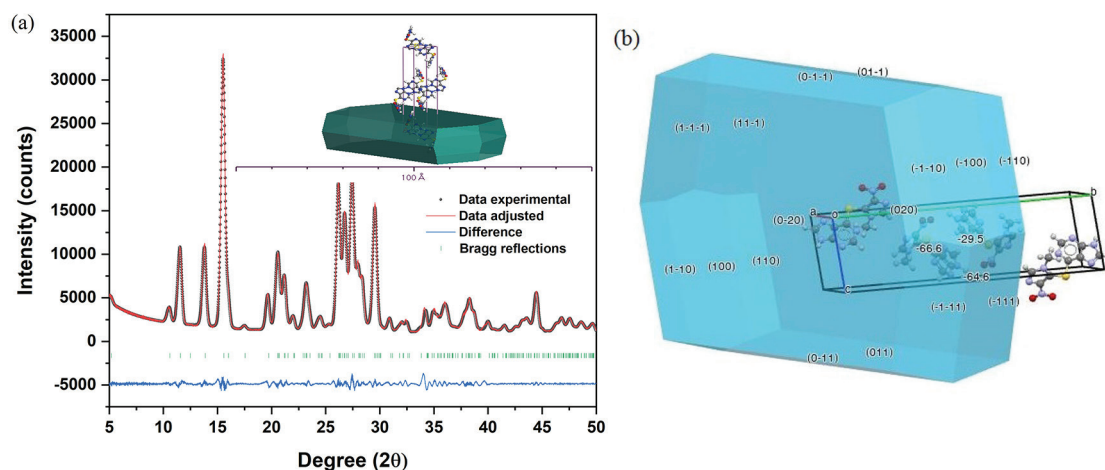 (a)
Intensity (counts)
35000
30000
25000
20000
15000
10000
5000
0
-5000
5
10
15
20
25
30
35
40
45
50
Degree (2θ)
100 Å
Data experimental
Data adjusted
Difference
Bragg reflections
(b)
(0-1-1)
(01-1)
(1-1-1)
(11-1)
(-1-10)
(-100)
(-110)
a
o
b
(0-20)
(020)
-29.5
-66.6
-64.6
(1-10)
(100)
(110)
c
(-1-11)
(-111)
(0-11)
(011)